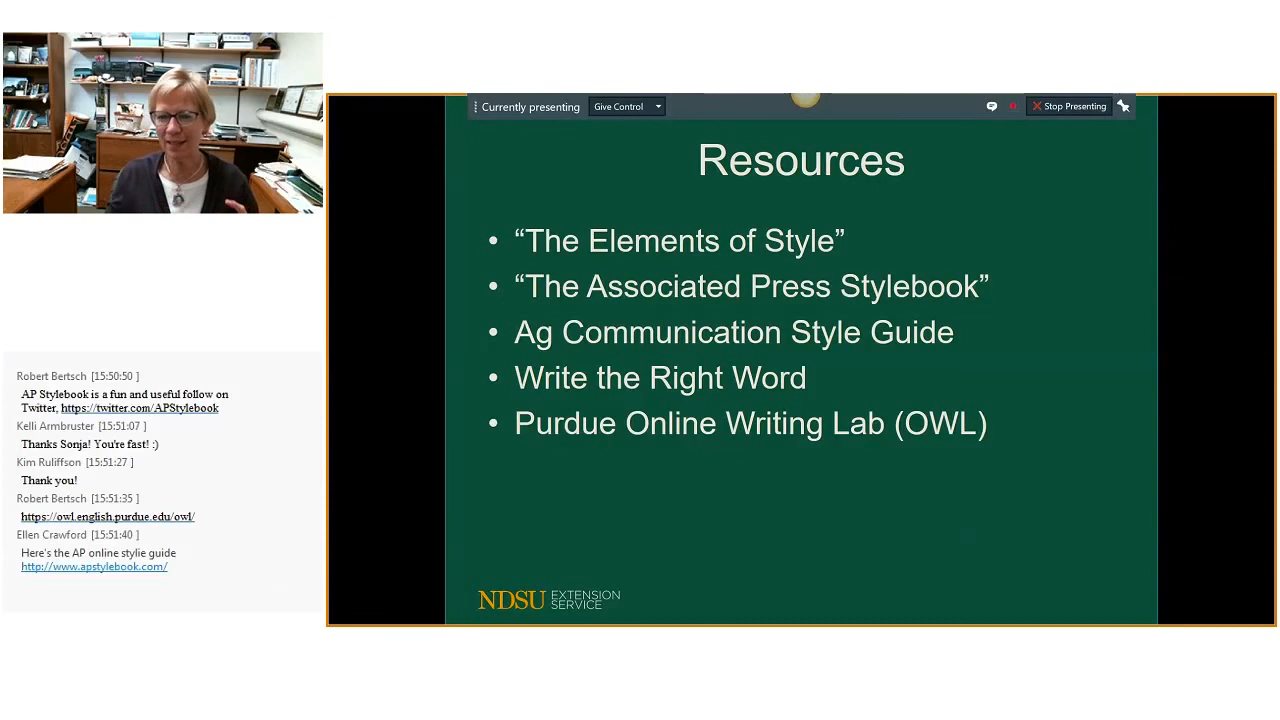 Currently presenting
Give Control
Stop Presenting
Resources
• “The Elements of Style”
• “The Associated Press Stylebook”
• Ag Communication Style Guide
• Write the Right Word
• Purdue Online Writing Lab (OWL)
NDSU EXTENSION
SERVICE
Robert Bertsch [15:50:50 ]
AP Stylebook is a fun and useful follow on
Twitter, https://twitter.com/APStylebook
Kelli Armbruster [15:51:07 ]
Thanks Sonja! You're fast! :)
Kim Ruliffson [15:51:27 ]
Thank you!
Robert Bertsch [15:51:35 ]
https://owl.english.purdue.edu/owl/
Ellen Crawford [15:51:40 ]
Here's the AP online stylie guide
http://www.apstylebook.com/